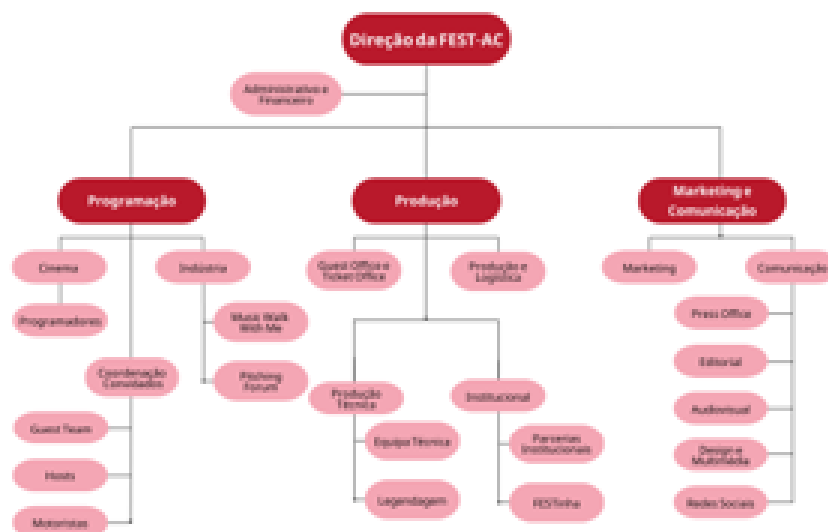 Direção da FEST-AC
Administrativo e
Financeiro
Programação
Produção
Marketing e
Comunicação
Cinema
Indústria
Guest Office e
Ticket Office
Produção e
Logística
Marketing
Comunicação
Programadores
Music Walk
With Me
Press Office
Coordenação
Convidados
Pitching
Forum
Produção
Técnica
Institucional
Editorial
Guest Team
Equipa Técnica
Parcerias
Institucionais
Audiovisual
Hosts
Legendagem
FESTinha
Design e
Multimédia
Motoristas
Redes Sociais